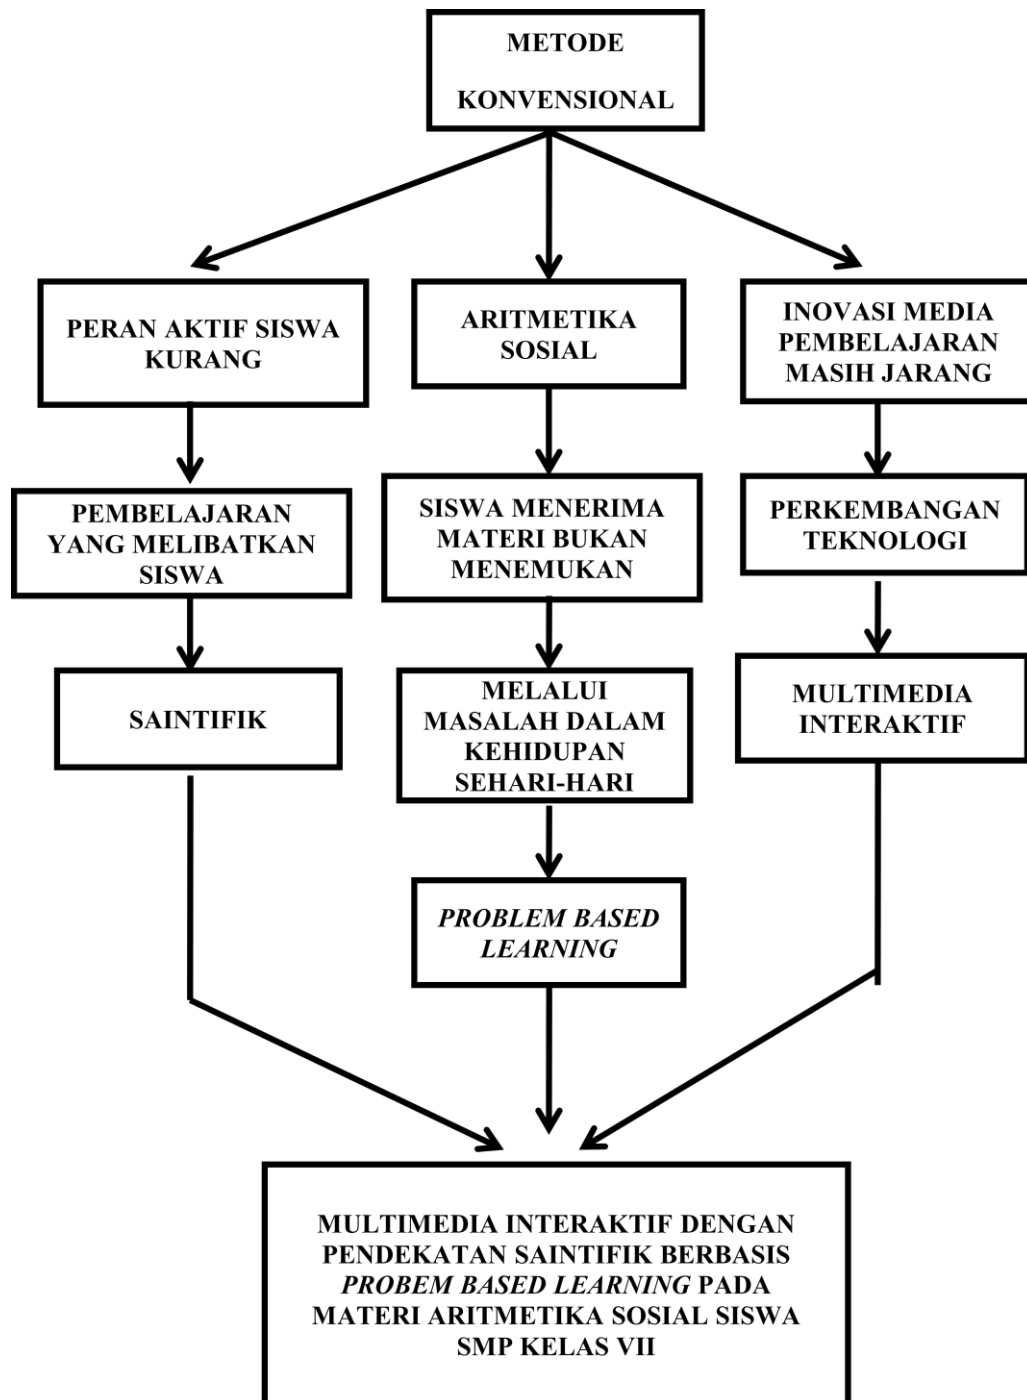 METODE
KONVENSIONAL
PERAN AKTIF SISWA
KURANG
ARITMETIKA
SOSIAL
INOVASI MEDIA
PEMBELAJARAN
MASIH JARANG
PEMBELAJARAN
YANG MELIBATKAN
SISWA
SISWA MENERIMA
MATERI BUKAN
MENEMUKAN
PERKEMBANGAN
TEKNOLOGI
SAINTIFIK
MELALUI
MASALAH DALAM
KEHIDUPAN
SEHARI-HARI
MULTIMEDIA
INTERAKTIF
PROBLEM BASED
LEARNING
MULTIMEDIA INTERAKTIF DENGAN
PENDEKATAN SAINTIFIK BERBASIS
PROBEM BASED LEARNING PADA
MATERI ARITMETIKA SOSIAL SISWA
SMP KELAS VII